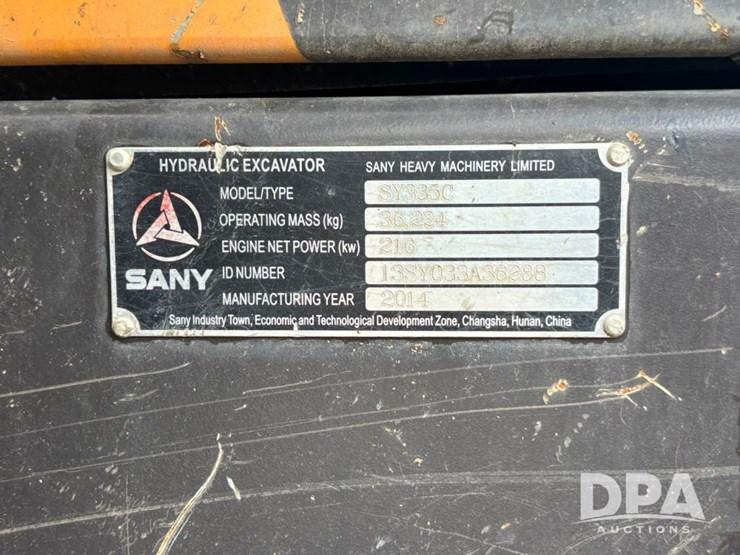 HYDRAULIC EXCAVATOR SANY HEAVY MACHINERY LIMITED
MODEL/TYPE SY335C
OPERATING MASS (kg) 36,224
ENGINE NET POWER (kw) 216
ID NUMBER 13SY033A36288
MANUFACTURING YEAR 2014
SANY
Sany Industry Town, Economic and Technological Development Zone, Changsha, Hunan, China
DPA
AUCTIONS